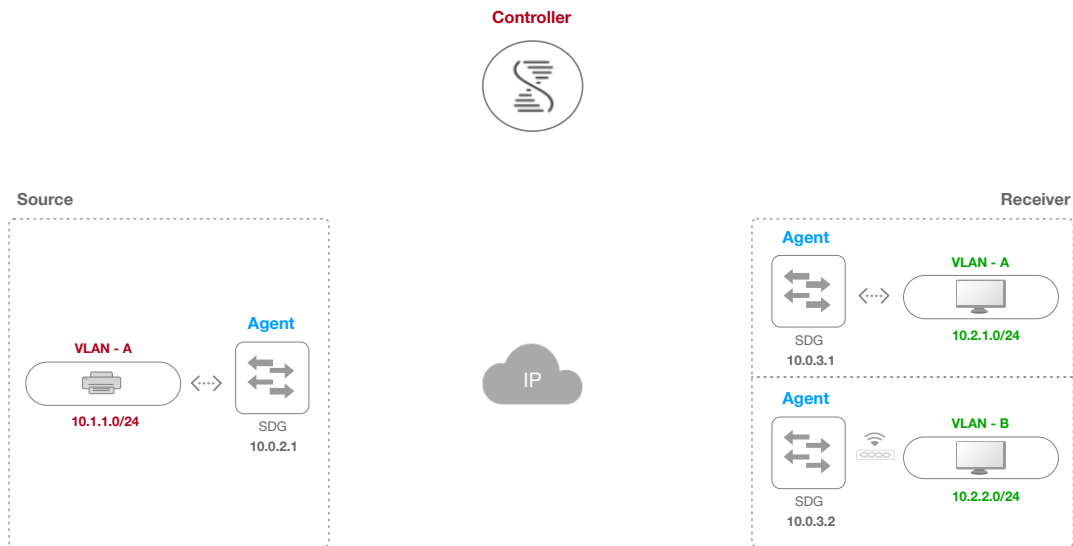 Controller
Source
Receiver
Agent
VLAN - A
SDG
10.2.1.0/24
10.0.3.1
Agent
VLAN - A
IP
10.1.1.0/24
SDG
10.0.2.1
Agent
VLAN - B
SDG
10.2.2.0/24
10.0.3.2